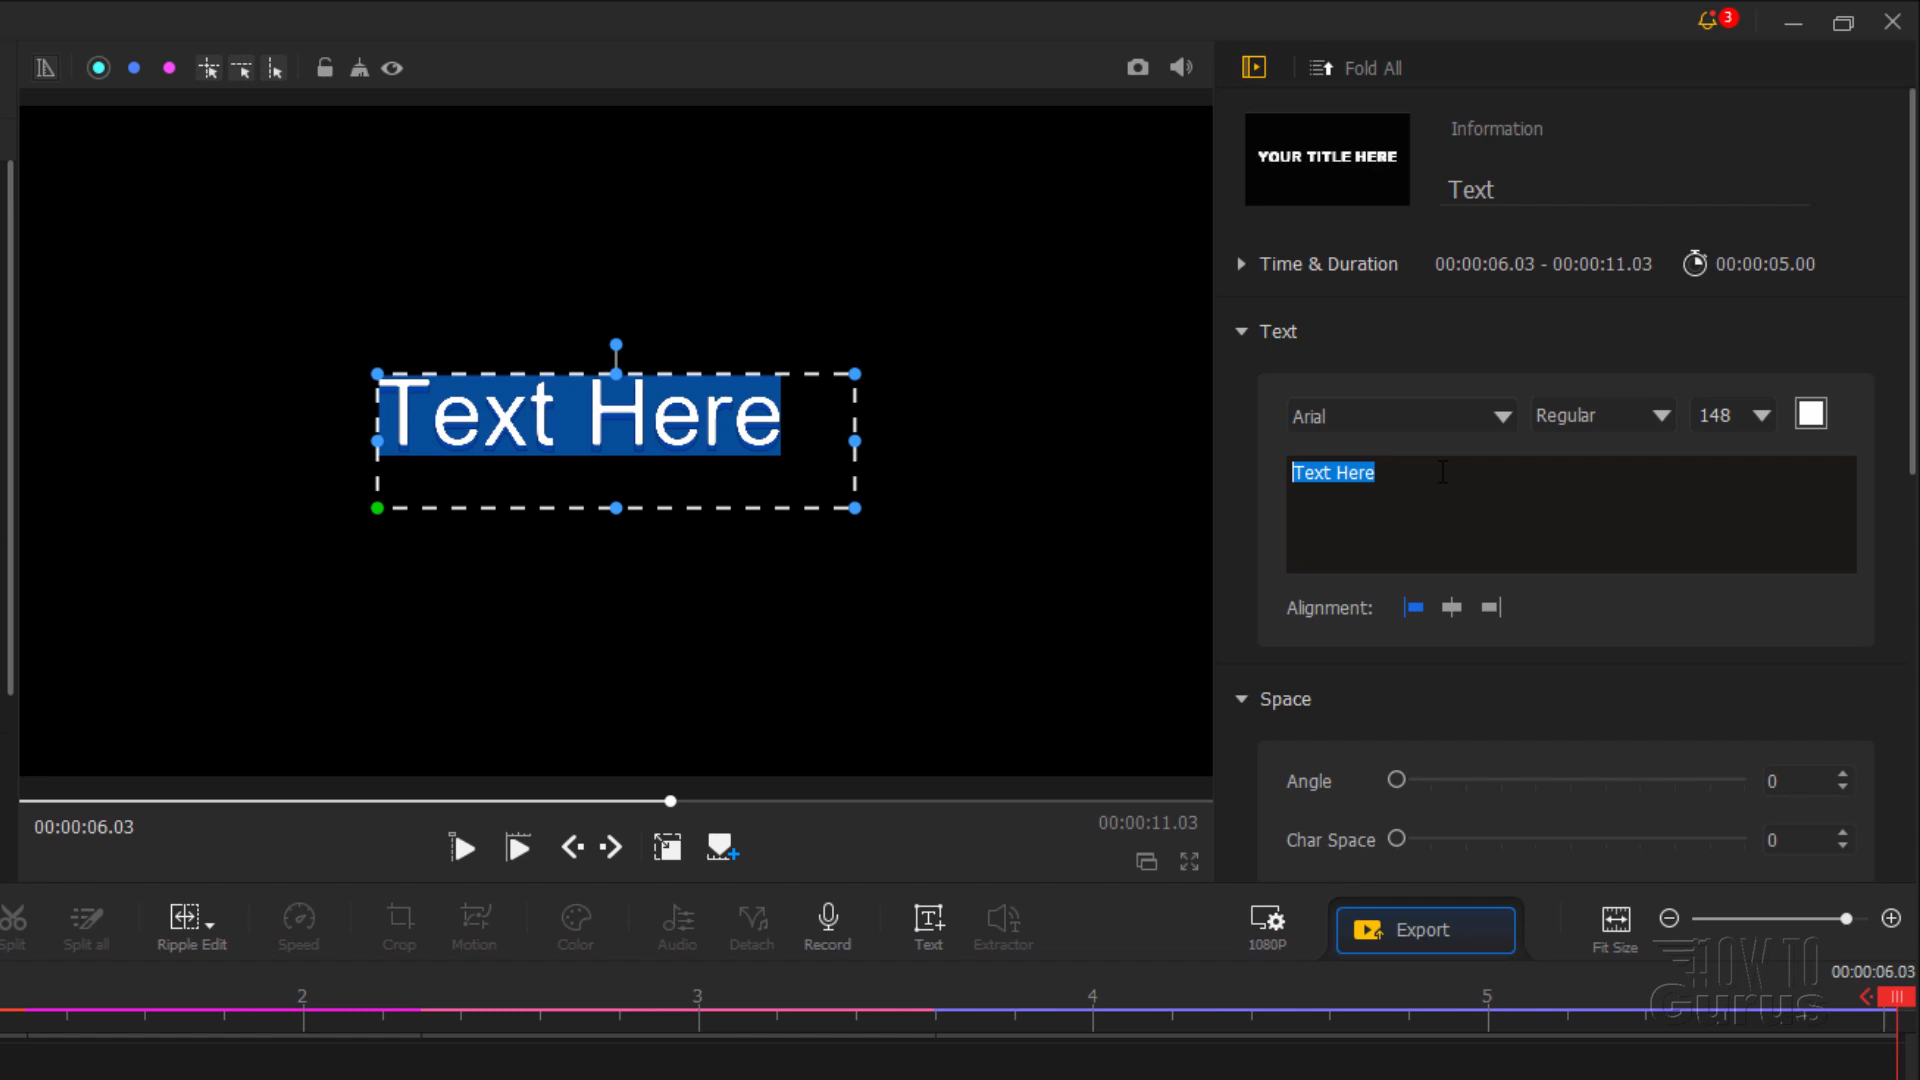 3
Fold All
Information
YOUR TITLE HERE
Text
Time & Duration 00:00:06.03 - 00:00:11.03 00:00:05.00
Text
Text Here
Arial Regular 148
Text Here
Alignment:
Space
Angle 0
Char Space 0
00:00:06.03
00:00:11.03
Split Split all Ripple Edit Speed Crop Motion Color Audio Detach Record Text Extractor 1080P Export Fit Size
HOW TO
Gurus
00:00:06.03
2 3 4 5